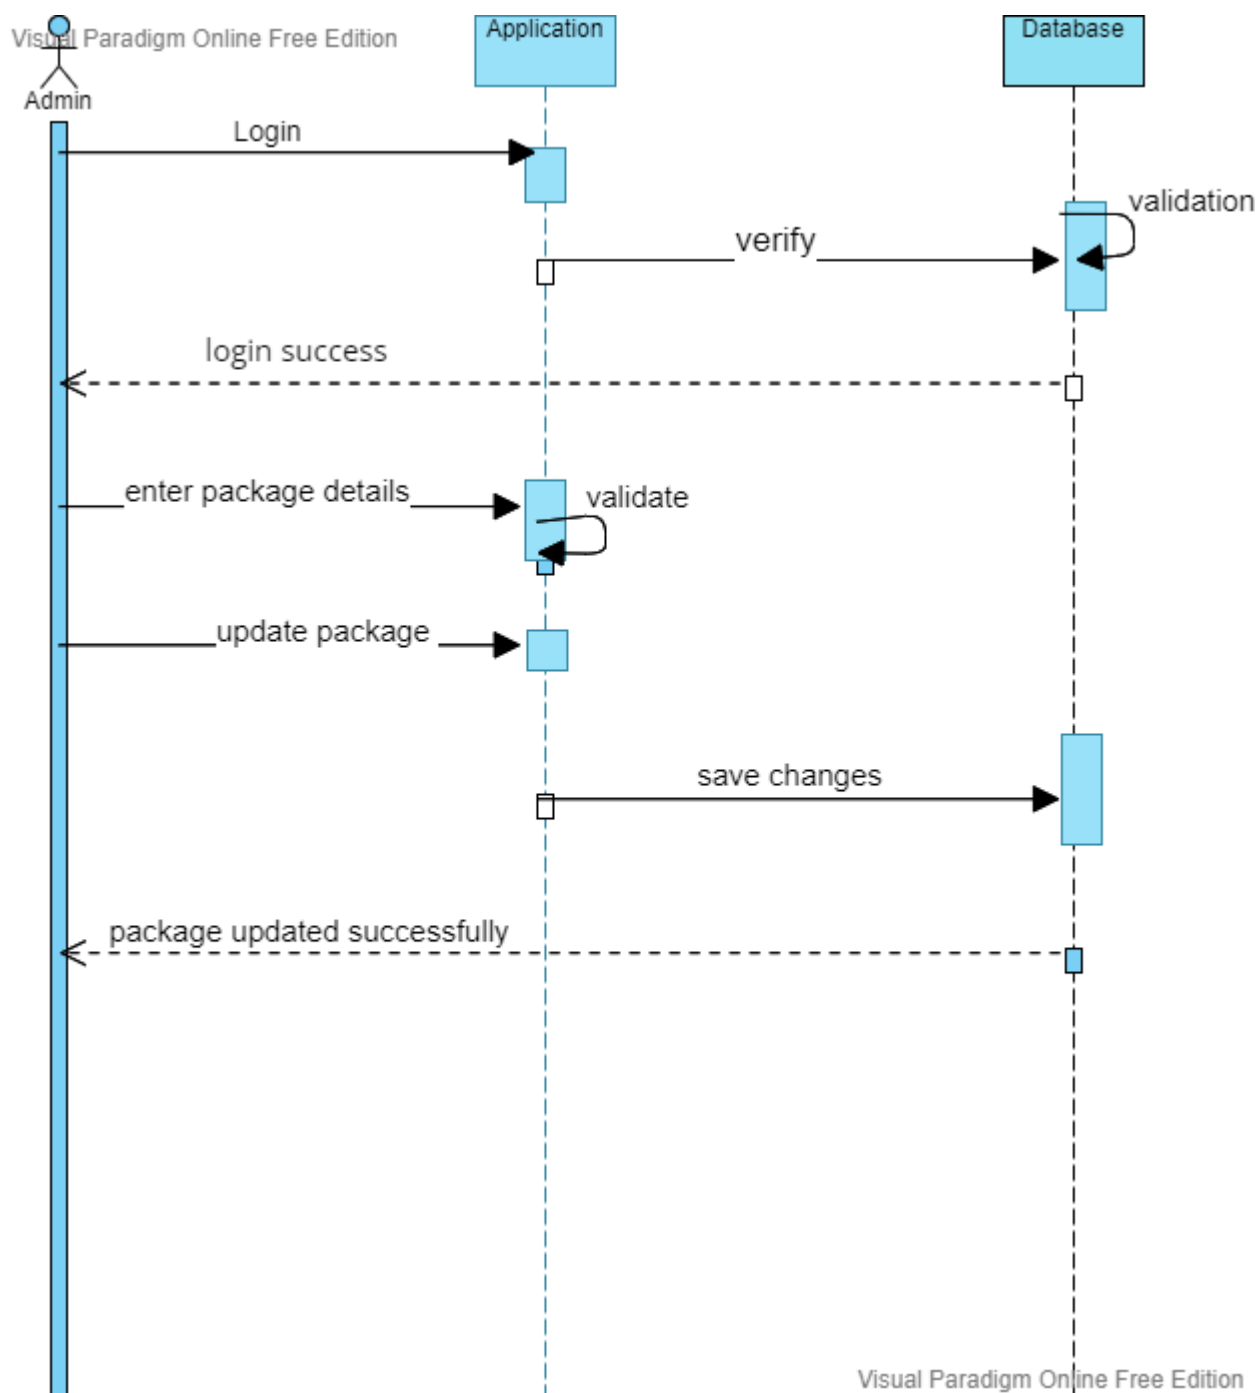 Visual Paradigm Online Free Edition
Application
Database
Admin
Login
validation
verify
login success
enter package details
validate
update package
save changes
package updated successfully
Visual Paradigm Online Free Edition